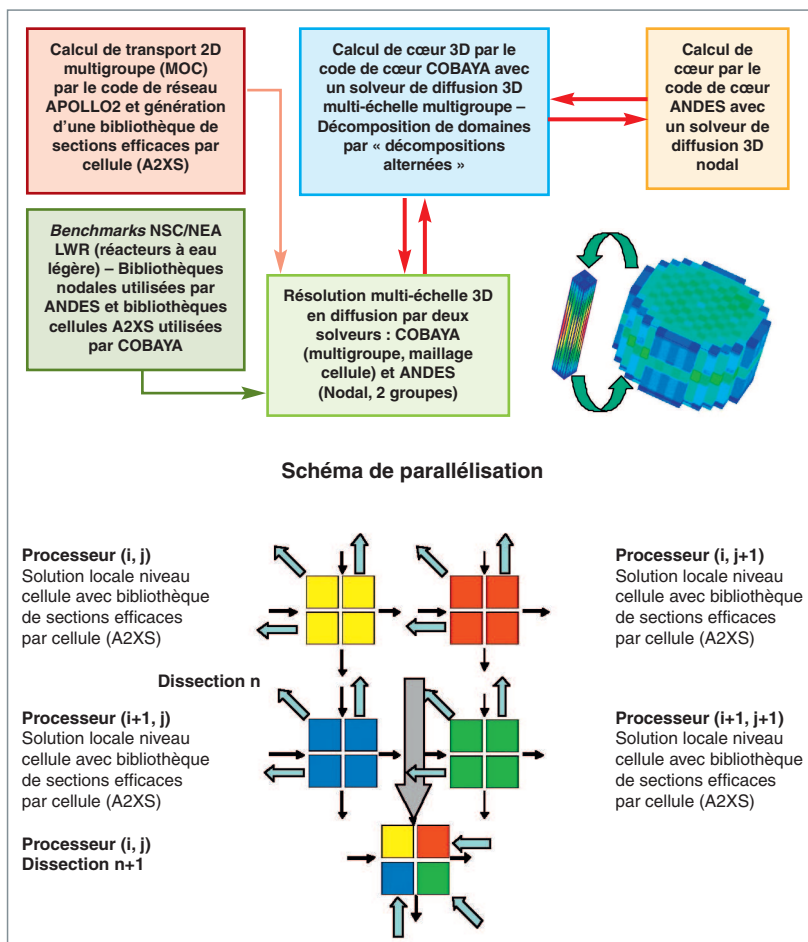 Calcul de transport 2D
multigroupe (MOC)
par le code de réseau
APOLLO2 et génération
d'une bibliothèque de
sections efficaces par
cellule (A2XS)
Calcul de cœur 3D par le
code de cœur COBAYA avec
un solveur de diffusion 3D
multi-échelle multigroupe –
Décomposition de domaines
par « décompositions
alternées »
Calcul de
cœur par le
code de cœur
ANDES avec
un solveur de
diffusion 3D
nodal
Benchmarks NSC/NEA
LWR (réacteurs à eau
légère) – Bibliothèques
nodales utilisées par
ANDES et bibliothèques
cellules A2XS utilisées
par COBAYA
Résolution multi-échelle 3D
en diffusion par deux
solveurs : COBAYA
(multigroupe, maillage
cellule) et ANDES
(Nodal, 2 groupes)
Schéma de parallélisation
Processeur (i, j)
Solution locale niveau
cellule avec bibliothèque
de sections efficaces
par cellule (A2XS)
Processeur (i, j+1)
Solution locale niveau
cellule avec bibliothèque
de sections efficaces
par cellule (A2XS)
Dissection n
Processeur (i+1, j)
Solution locale niveau
cellule avec bibliothèque
de sections efficaces
par cellule (A2XS)
Processeur (i+1, j+1)
Solution locale niveau
cellule avec bibliothèque
de sections efficaces
par cellule (A2XS)
Processeur (i, j)
Dissection n+1